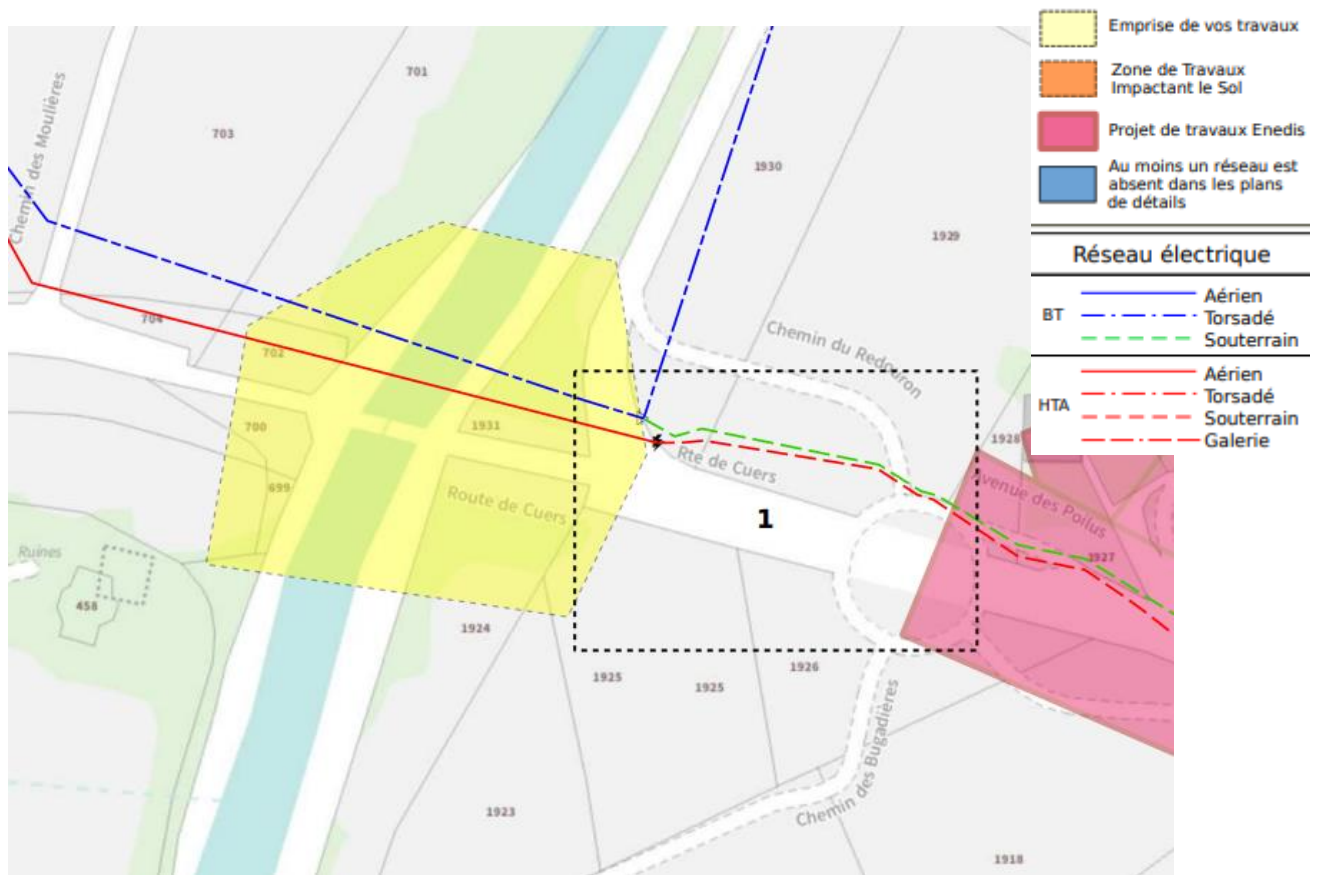 Emprise de vos travaux
Zone de Travaux
Impactant le Sol
Projet de travaux Enedis
Au moins un réseau est
absent dans les plans
de détails
Réseau électrique
BT
Aérien
Torsadé
Souterrain
HTA
Aérien
Torsadé
Souterrain
Galerie
701
Chemin des Moulières
703
1930
1929
704
702
Chemin du Redouron
700
1931
1928
Rte de Cuers
699
Route de Cuers
1
Avenue des Poilus
Ruines
1927
458
1924
1925
1925
1926
Chemin des Bugadières
1923
1918